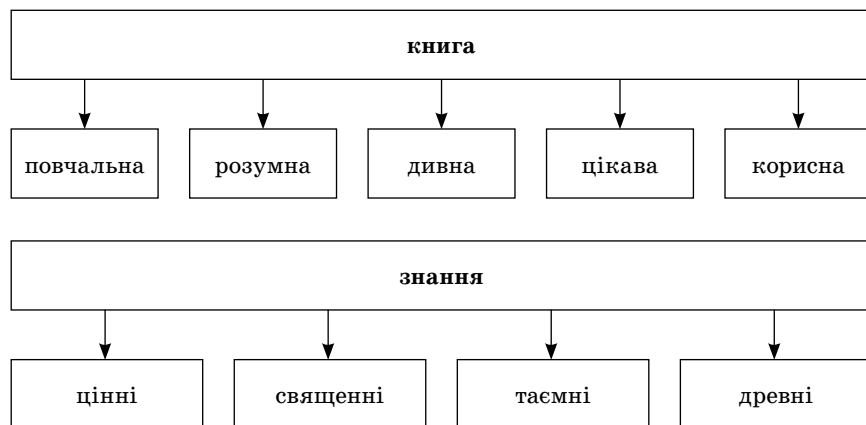 книга
повчальна розумна дивна цікава корисна
знання
цінні священні таємні древні